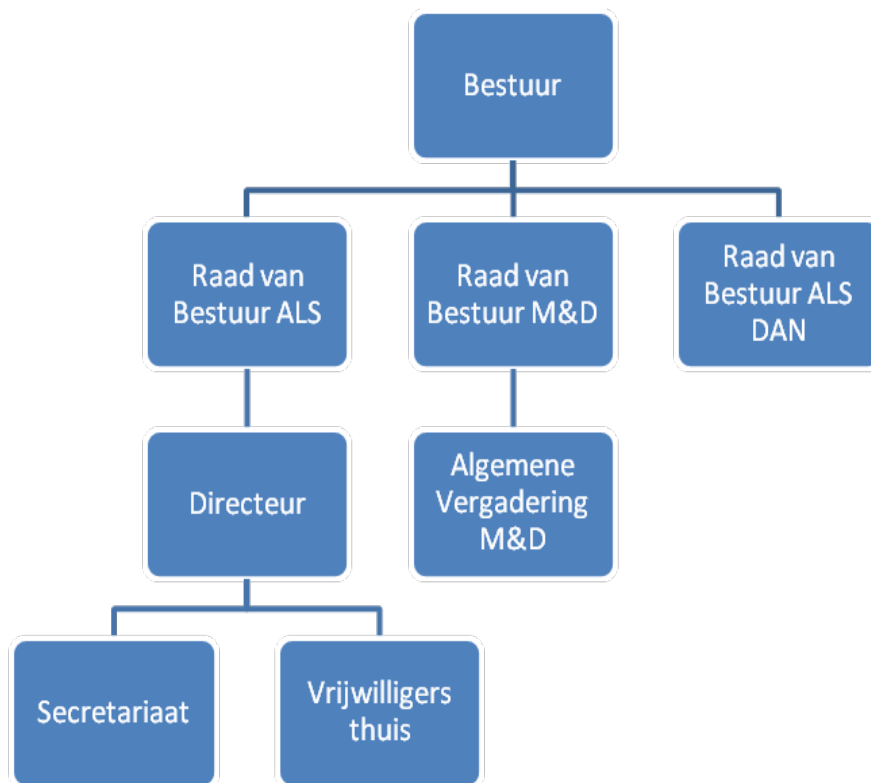 Bestuur
Raad van
Bestuur ALS
Raad van
Bestuur M&D
Raad van
Bestuur ALS
DAN
Directeur
Algemene
Vergadering
M&D
Secretariaat
Vrijwilligers
thuis